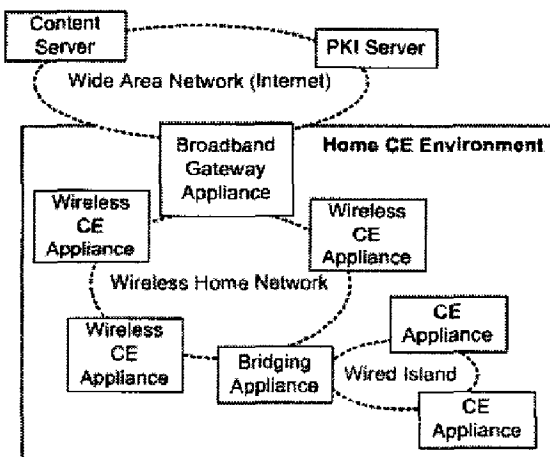 Content
Server
PKI Server
Wide Area Network (Internet)
Broadband
Gateway
Appliance
Home CE Environment
Wireless
CE
Appliance
Wireless
CE
Appliance
Wireless Home Network
Wireless
CE
Appliance
Bridging
Appliance
CE
Appliance
Wired Island
CE
Appliance